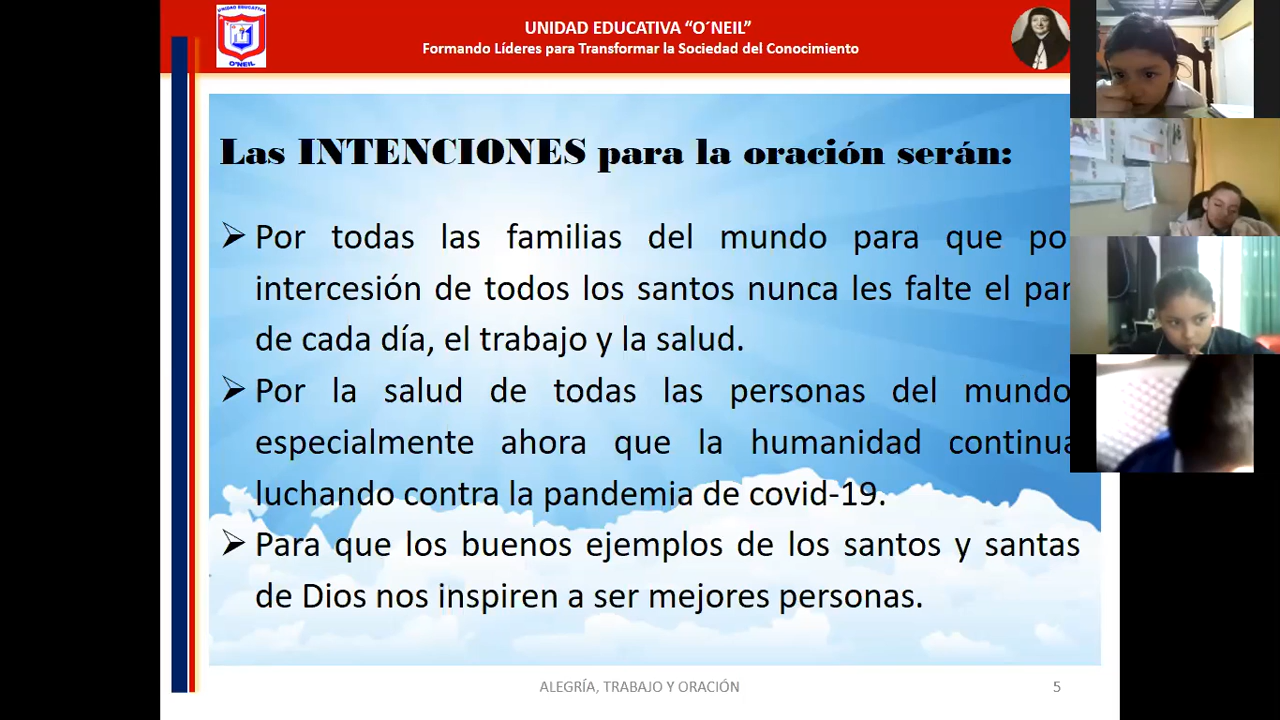 UNIDAD EDUCATIVA
O'NEIL
UNIDAD EDUCATIVA “O´NEIL”
Formando Líderes para Transformar la Sociedad del Conocimiento
Las INTENCIONES para la oración serán:
Por todas las familias del mundo para que po
intercesión de todos los santos nunca les falte el pan
de cada día, el trabajo y la salud.
Por la salud de todas las personas del mundo
especialmente ahora que la humanidad continua
luchando contra la pandemia de covid-19.
Para que los buenos ejemplos de los santos y santas
de Dios nos inspiren a ser mejores personas.
ALEGRÍA, TRABAJO Y ORACIÓN
5